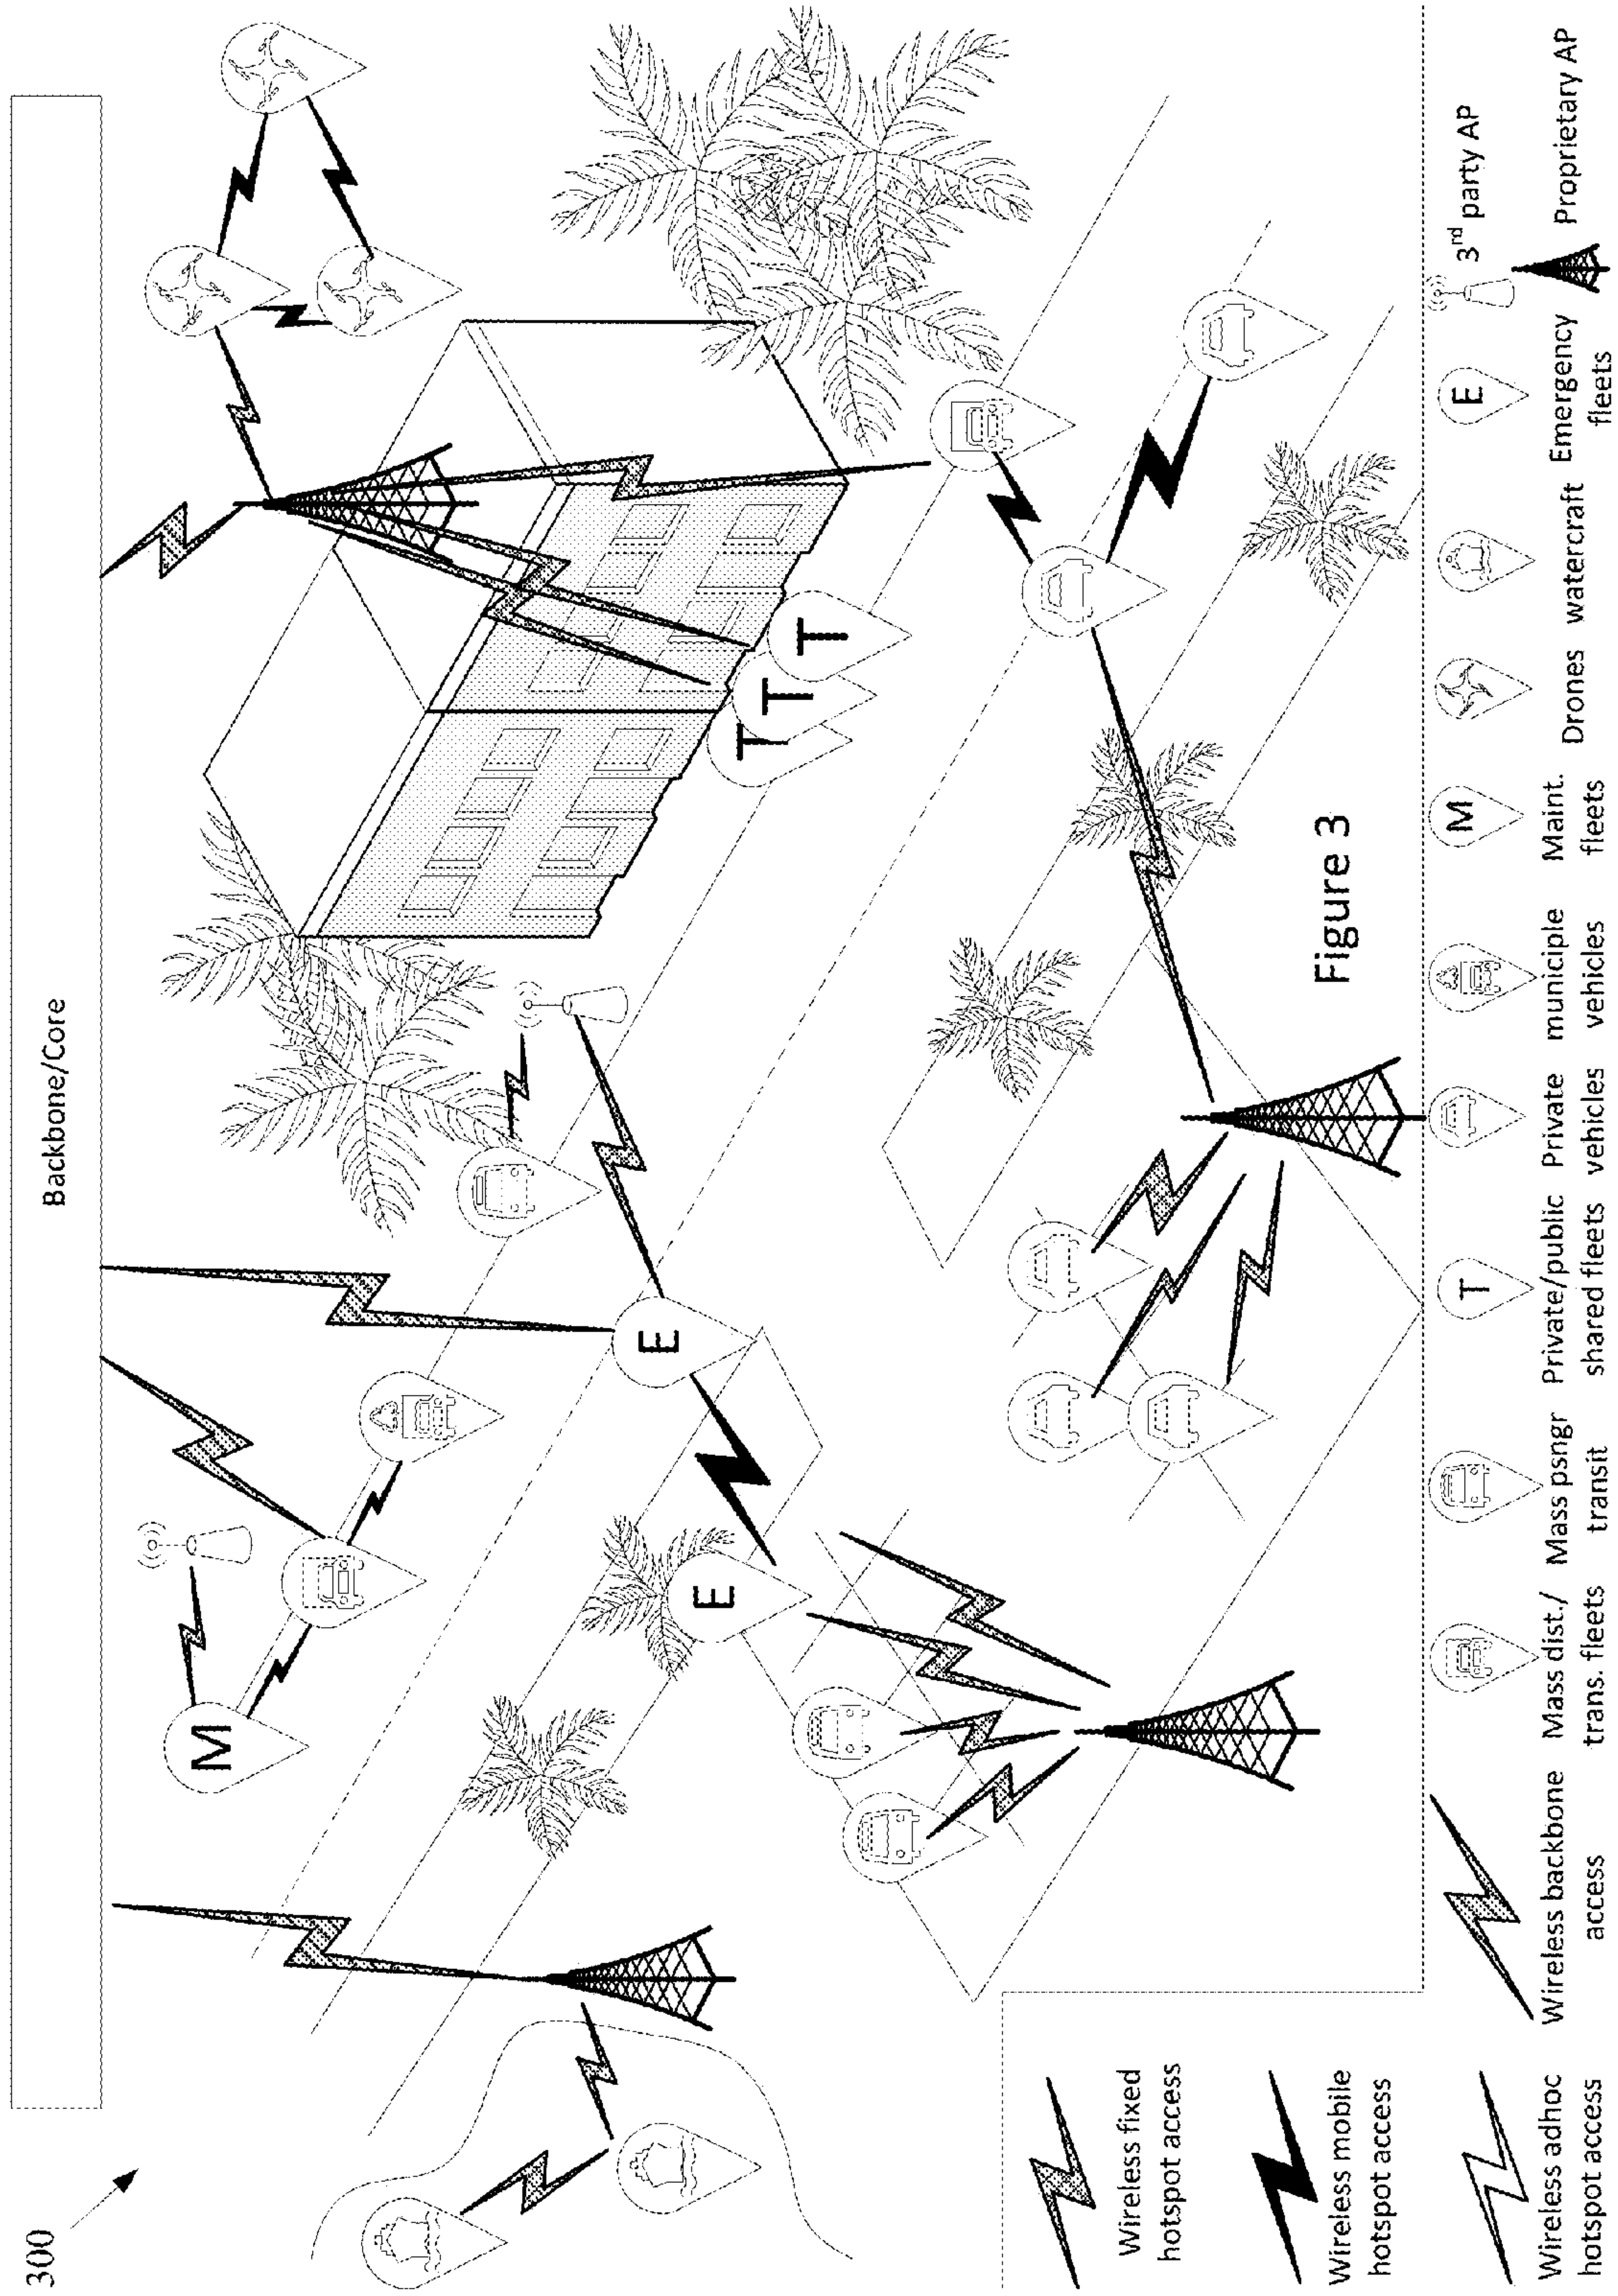 300
Backbone/Core
M
E
E
T
T
T
Figure 3
Wireless fixed
hotspot access
Wireless mobile
hotspot access
Wireless adhoc
hotspot access
Wireless backbone
access
Mass dist./
trans. fleets
Mass psngr
transit
T
Private/public
shared fleets
Private
vehicles
municiple
vehicles
M
Maint.
fleets
Drones
watercraft
E
Emergency
fleets
3rd party AP
Proprietary AP